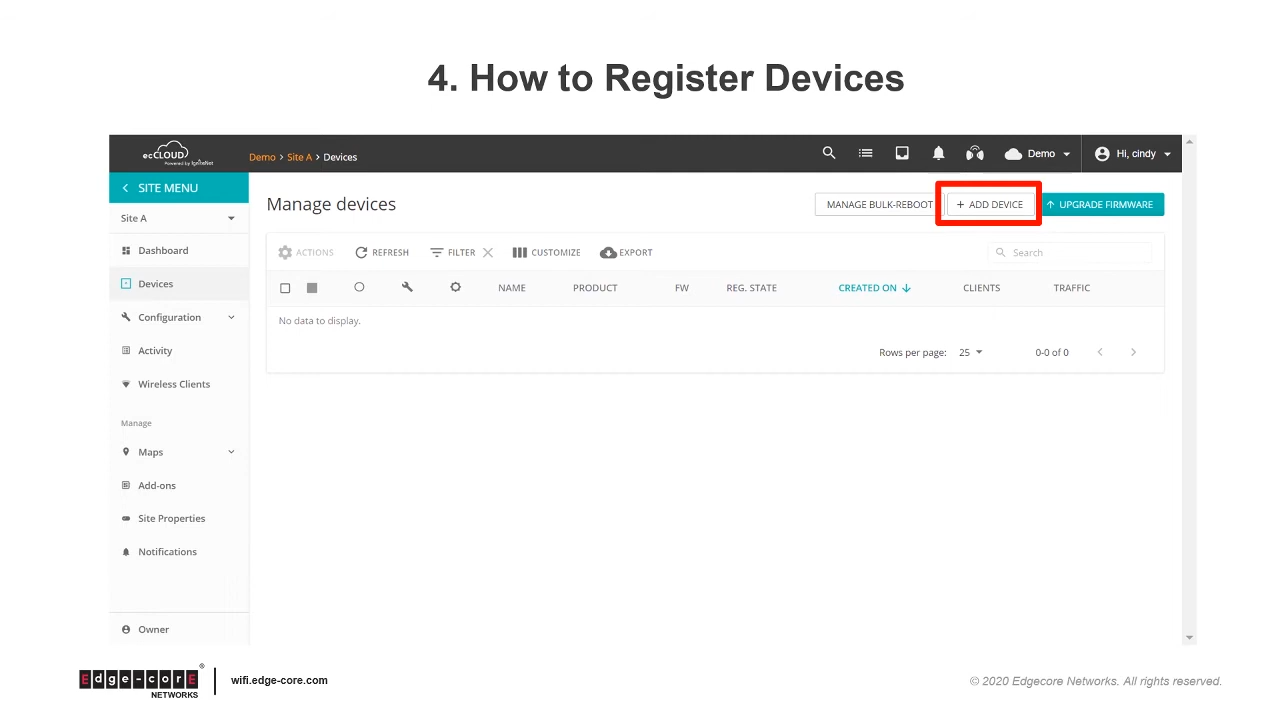 4. How to Register Devices
ecCLOUD
Powered by IgniteNet
Demo > Site A > Devices
Demo
Hi, cindy
SITE MENU
Site A
Dashboard
Devices
Configuration
Activity
Wireless Clients
Manage
Maps
Add-ons
Site Properties
Notifications
Owner
Manage devices
MANAGE BULK-REBOOT
+ ADD DEVICE
UPGRADE FIRMWARE
ACTIONS REFRESH FILTER CUSTOMIZE EXPORT Search
NAME PRODUCT FW REG. STATE CREATED ON CLIENTS TRAFFIC
No data to display.
Rows per page: 25 0-0 of 0
Edge-corE®
NETWORKS
wifi.edge-core.com
© 2020 Edgecore Networks. All rights reserved.